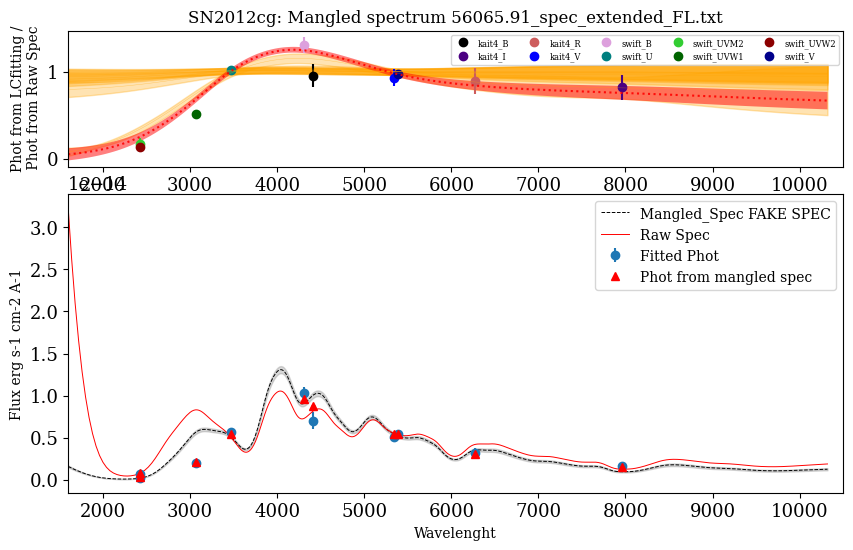 SN2012cg: Mangled spectrum 56065.91_spec_extended_FL.txt
Phot from LCfitting /
Phot from Raw Spec
1
0
kait4_B
kait4_I
kait4_R
kait4_V
swift_B
swift_U
swift_UVM2
swift_UVW1
swift_UVW2
swift_V
2000 3000 4000 5000 6000 7000 8000 9000 10000
1e−14
Flux erg s-1 cm-2 A-1
3.0
2.5
2.0
1.5
1.0
0.5
0.0
Mangled_Spec FAKE SPEC
Raw Spec
Fitted Phot
Phot from mangled spec
2000 3000 4000 5000 6000 7000 8000 9000 10000
Wavelenght